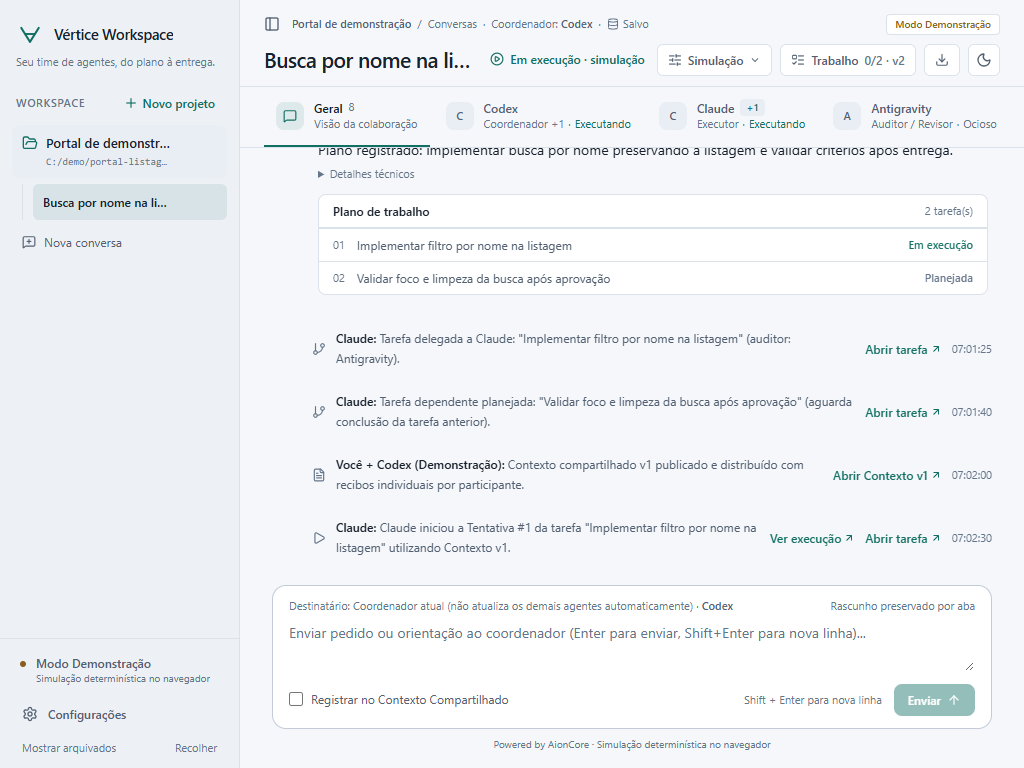 Vértice Workspace
Seu time de agentes, do plano à entrega.
WORKSPACE
+ Novo projeto
Portal de demonstr...
C:/demo/portal-listag…
Busca por nome na li...
Nova conversa
Modo Demonstração
Simulação determinística no navegador
Configurações
Mostrar arquivados
Recolher
Portal de demonstração / Conversas · Coordenador: Codex · Salvo
Modo Demonstração
Busca por nome na li...
Em execução · simulação
Simulação
Trabalho 0/2 · v2
Geral 8
Visão da colaboração
C
Codex
Coordenador +1 · Executando
C
Claude +1
Executor · Executando
A
Antigravity
Auditor / Revisor · Ocioso
Plano registrado: implementar busca por nome preservando a listagem e validar critérios após entrega.
Detalhes técnicos
Plano de trabalho
2 tarefa(s)
01 Implementar filtro por nome na listagem
Em execução
02 Validar foco e limpeza da busca após aprovação
Planejada
Claude: Tarefa delegada a Claude: "Implementar filtro por nome na listagem" (auditor:
Antigravity).
Abrir tarefa 07:01:25
Claude: Tarefa dependente planejada: "Validar foco e limpeza da busca após aprovação" (aguarda
conclusão da tarefa anterior).
Abrir tarefa 07:01:40
Você + Codex (Demonstração): Contexto compartilhado v1 publicado e distribuído com
recibos individuais por participante.
Abrir Contexto v1 07:02:00
Claude: Claude iniciou a Tentativa #1 da tarefa "Implementar filtro por nome na
listagem" utilizando Contexto v1.
Ver execução Abrir tarefa 07:02:30
Destinatário: Coordenador atual (não atualiza os demais agentes automaticamente) · Codex
Rascunho preservado por aba
Enviar pedido ou orientação ao coordenador (Enter para enviar, Shift+Enter para nova linha)...
Registrar no Contexto Compartilhado
Shift + Enter para nova linha
Enviar
Powered by AionCore · Simulação determinística no navegador